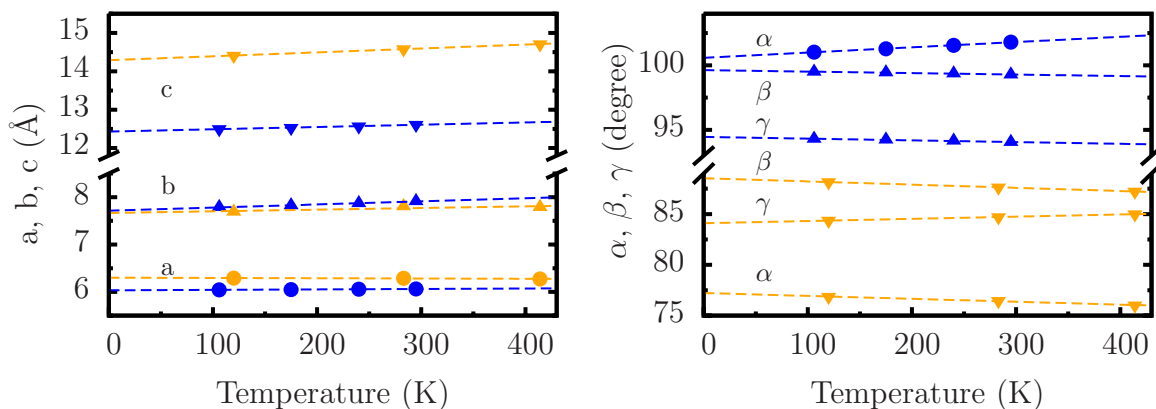 a, b, c (Å)
15
14
13
12
8
7
6
c
b
a
0
100
200
300
400
Temperature (K)
α, β, γ (degree)
100
95
85
80
75
α
β
γ
β
γ
α
0
100
200
300
400
Temperature (K)